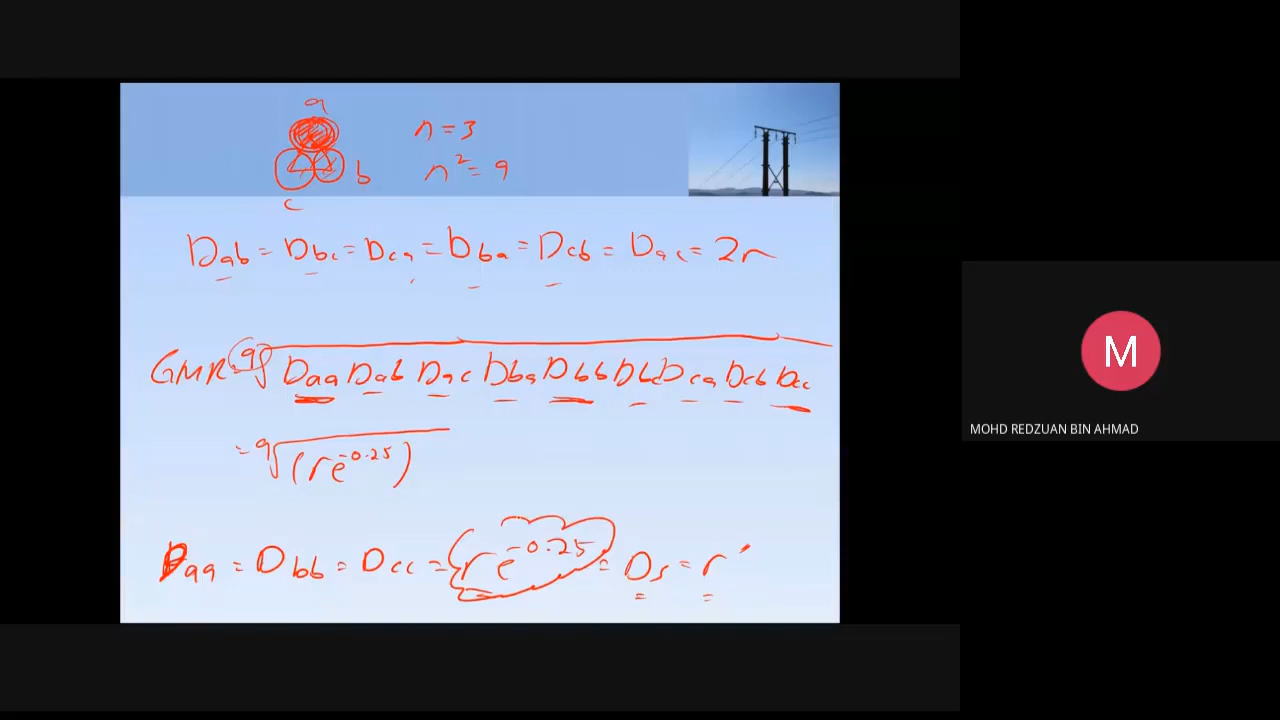 a
n = 3
b
n² = 9
c
Dab = Dbc = Dca = Dba = Dcb = Dac = 2r
GMR = ⁹√ Daa Dab Dac Dba Dbb Dbc Dca Dcb Dcc
= ⁹√ (re^-0.25)
Daa = Dbb = Dcc = re^-0.25 = Ds = r'
M
MOHD REDZUAN BIN AHMAD